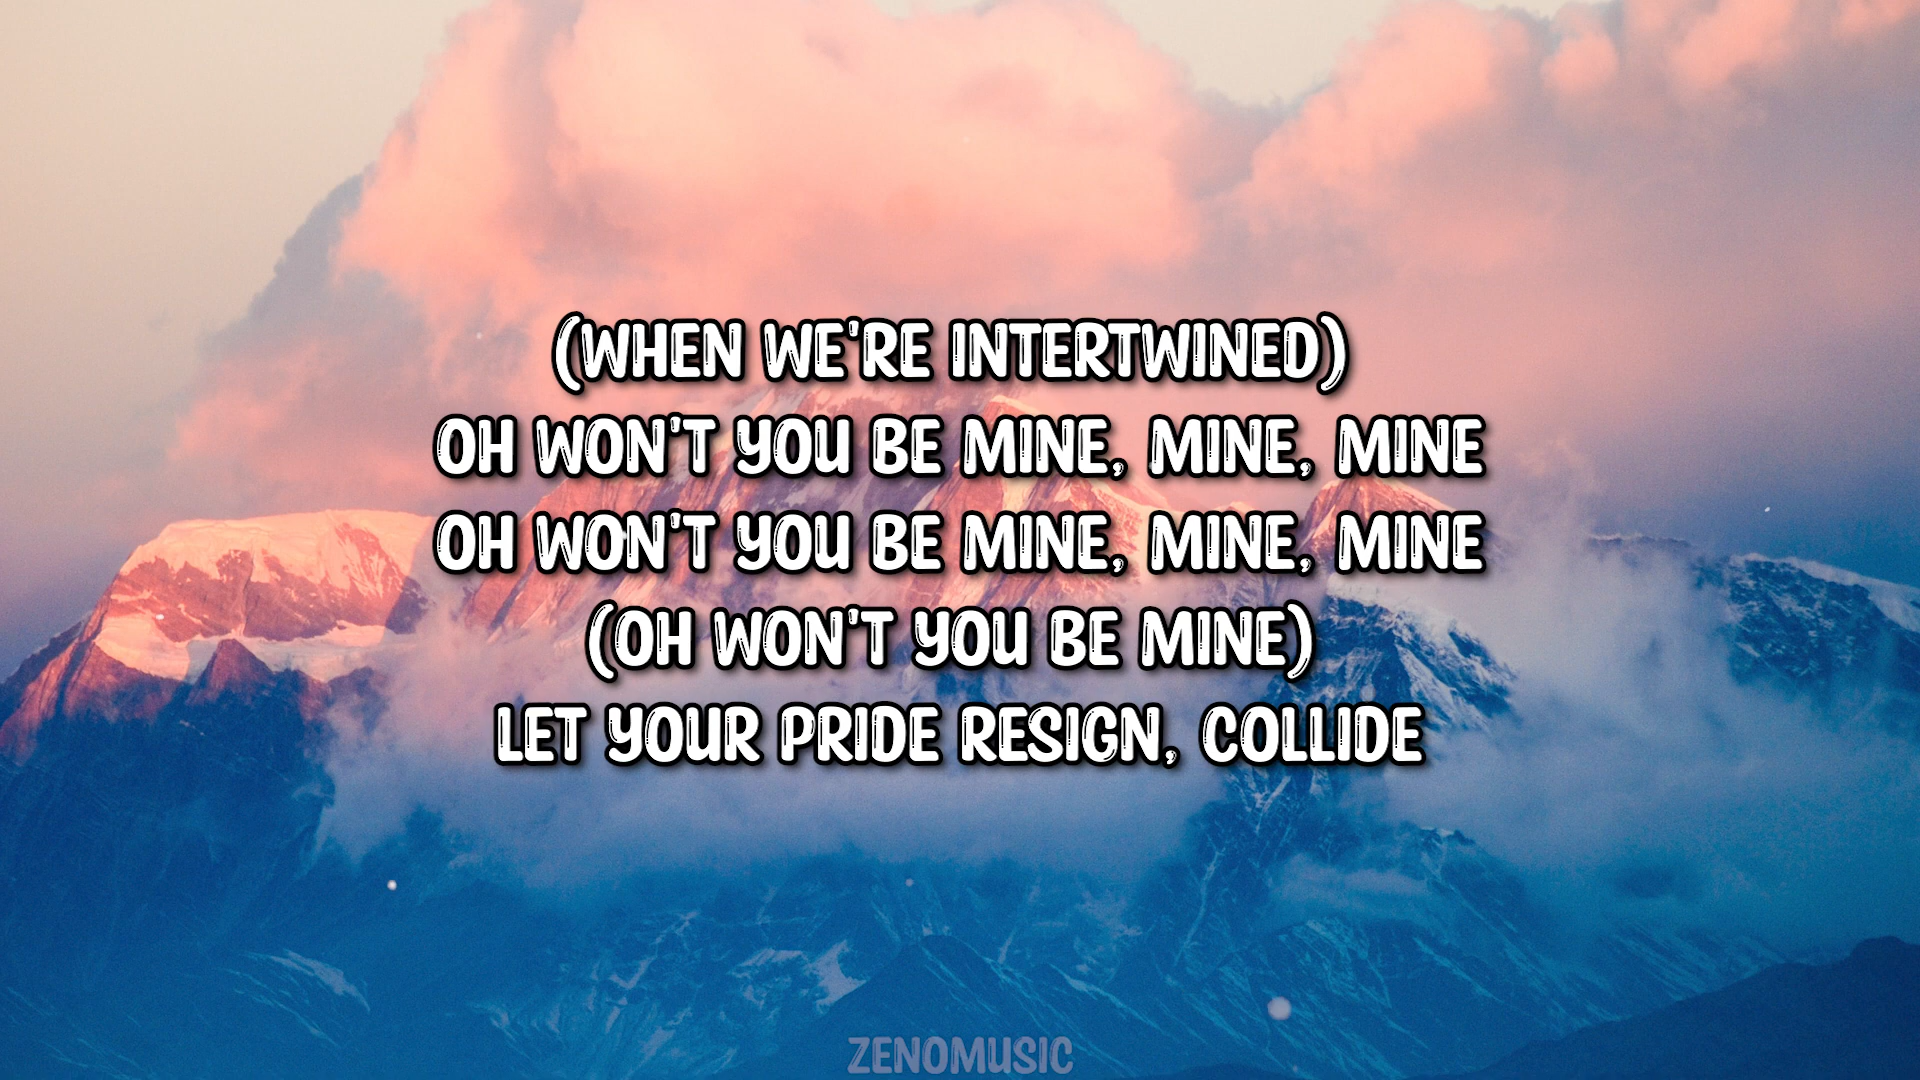 (WHEN WE'RE INTERTWINED)
OH WON'T YOU BE MINE, MINE, MINE
OH WON'T YOU BE MINE, MINE, MINE
(OH WON'T YOU BE MINE)
LET YOUR PRIDE RESIGN, COLLIDE
ZENOMUSIC